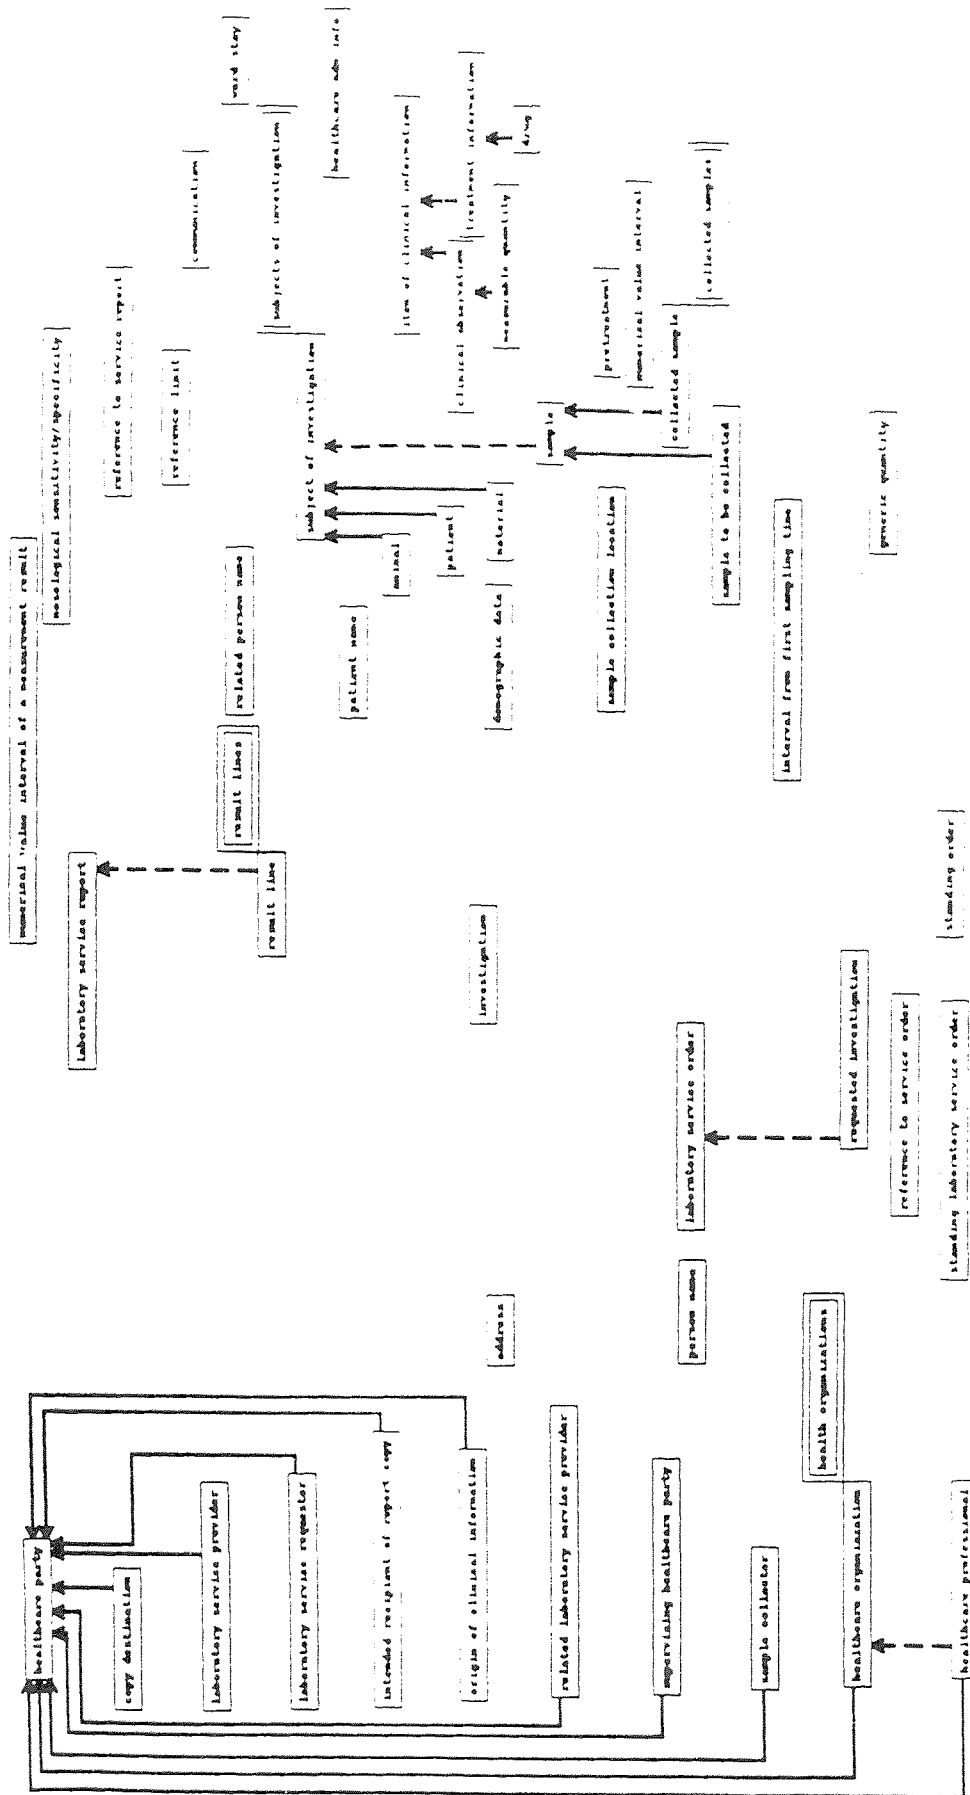 healthcare party
copy destination
laboratory service provider
laboratory service requestor
intended recipient of report copy
origin of clinical information
related laboratory service provider
supervising healthcare party
sample collector
healthcare organization
health organizations
healthcare professional
address
person name
laboratory service order
requested investigation
reference to service order
standing laboratory service order
standing order
numerical value interval of a measurement result
laboratory service report
result line
result lines
investigation
nosological sensitivity/specificity
reference to service report
reference limit
related person name
patient name
demographic data
sample collection location
interval from first sampling time
communication
ward stay
subjects of investigation
subject of investigation
healthcare adm info
animal
patient
material
item of clinical information
clinical observation
treatment information
measurable quantity
drug
sample
pretreatment
numerical value interval
collected sample
collected samples
sample to be collected
generic quantity